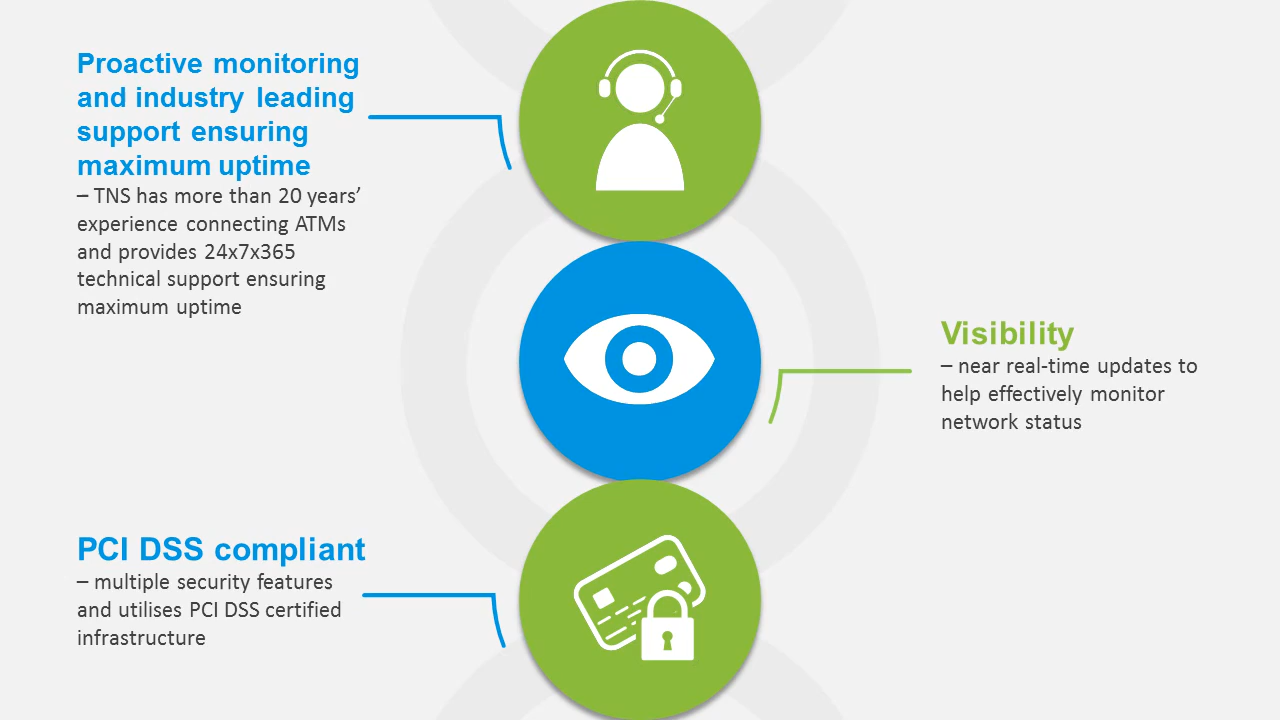 Proactive monitoring
and industry leading
support ensuring
maximum uptime
– TNS has more than 20 years’
experience connecting ATMs
and provides 24x7x365
technical support ensuring
maximum uptime
Visibility
– near real-time updates to
help effectively monitor
network status
PCI DSS compliant
– multiple security features
and utilises PCI DSS certified
infrastructure